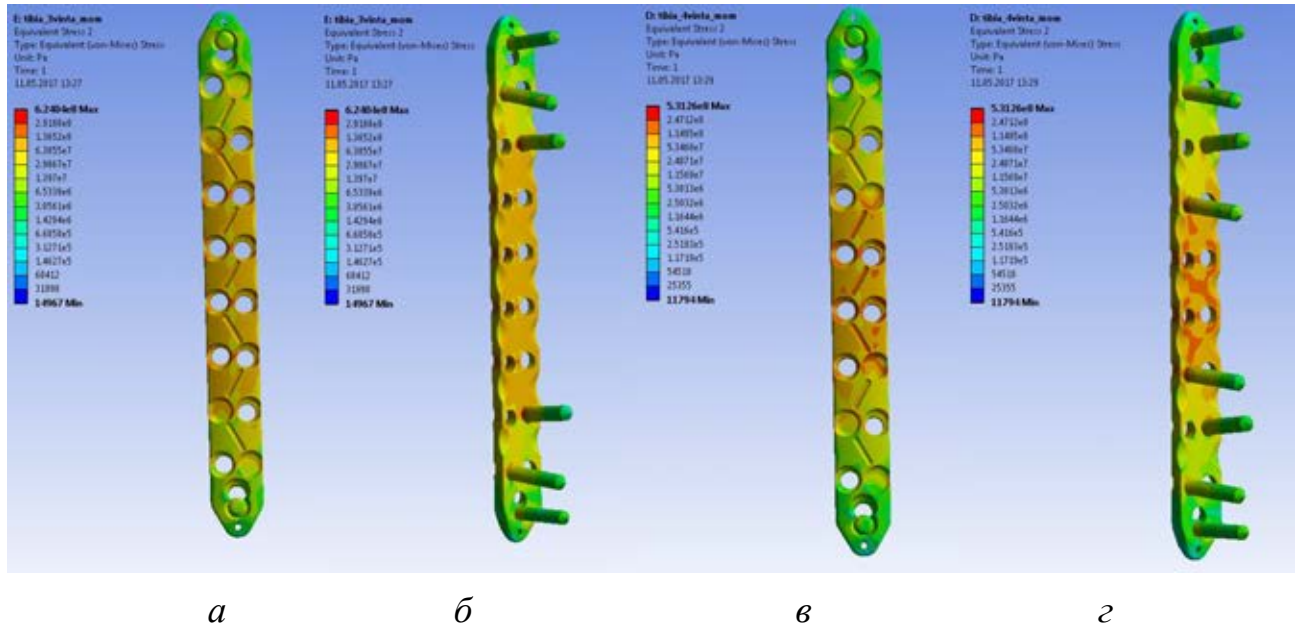 E: tibia_3vinta_mom
Equivalent Stress 2
Type: Equivalent (von-Mises) Stress
Unit: Pa
Time: 1
11.05.2017 13:27
6.2404e8 Max
2.9188e8
1.3652e8
6.3855e7
2.9867e7
1.397e7
6.5339e6
3.0561e6
1.4294e6
6.6858e5
3.1271e5
1.4627e5
68412
31998
14967 Min
E: tibia_3vinta_mom
Equivalent Stress 2
Type: Equivalent (von-Mises) Stress
Unit: Pa
Time: 1
11.05.2017 13:27
6.2404e8 Max
2.9188e8
1.3652e8
6.3855e7
2.9867e7
1.397e7
6.5339e6
3.0561e6
1.4294e6
6.6858e5
3.1271e5
1.4627e5
68412
31998
14967 Min
D: tibia_4vinta_mom
Equivalent Stress 2
Type: Equivalent (von-Mises) Stress
Unit: Pa
Time: 1
11.05.2017 13:29
5.3126e8 Max
2.4712e8
1.1495e8
5.3468e7
2.4871e7
1.1569e7
5.3813e6
2.5032e6
1.1644e6
5.416e5
2.5193e5
1.1719e5
54510
25355
11794 Min
D: tibia_4vinta_mom
Equivalent Stress 2
Type: Equivalent (von-Mises) Stress
Unit: Pa
Time: 1
11.05.2017 13:29
5.3126e8 Max
2.4712e8
1.1495e8
5.3468e7
2.4871e7
1.1569e7
5.3813e6
2.5032e6
1.1644e6
5.416e5
2.5193e5
1.1719e5
54510
25355
11794 Min
а б в г